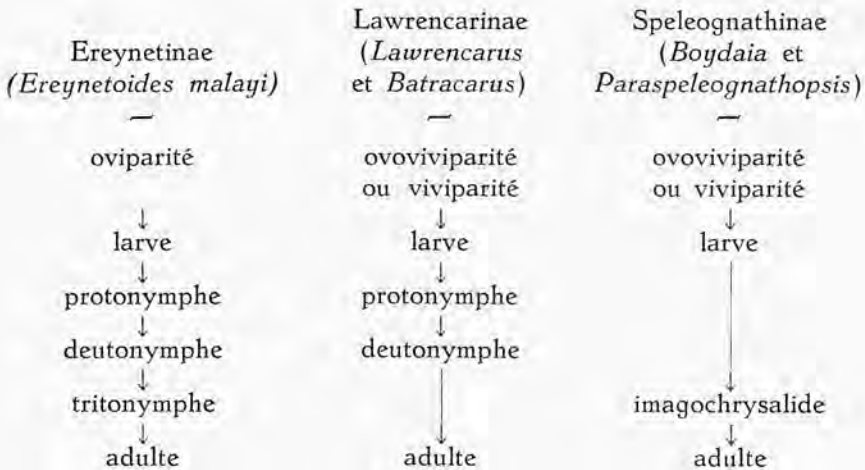 Ereynetinae
(Ereynetoides malayi)
—
oviparité
↓
larve
↓
protonymphe
↓
deutonymphe
↓
tritonymphe
↓
adulte
Lawrencarinae
(Lawrencarus
et Batracarus)
—
ovoviviparité
ou viviparité
↓
larve
↓
protonymphe
↓
deutonymphe
↓
adulte
Speleognathinae
(Boydaia et
Paraspeleognathopsis)
—
ovoviviparité
ou viviparité
↓
larve
↓
imagochrysalide
↓
adulte